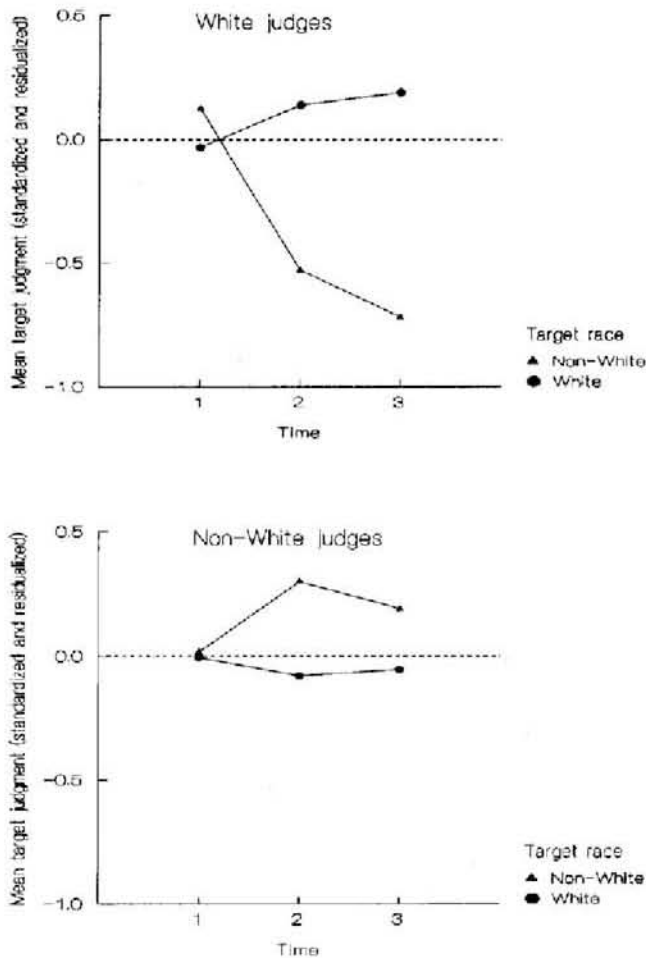 White judges
Mean target judgment (standardized and residualized)
0.5
0.0
−0.5
−1.0
1 2 3
Time
Target race
▲ Non-White
● White
Non-White judges
Mean target judgment (standardized and residualized)
0.5
0.0
−0.5
−1.0
1 2 3
Time
Target race
▲ Non-White
● White